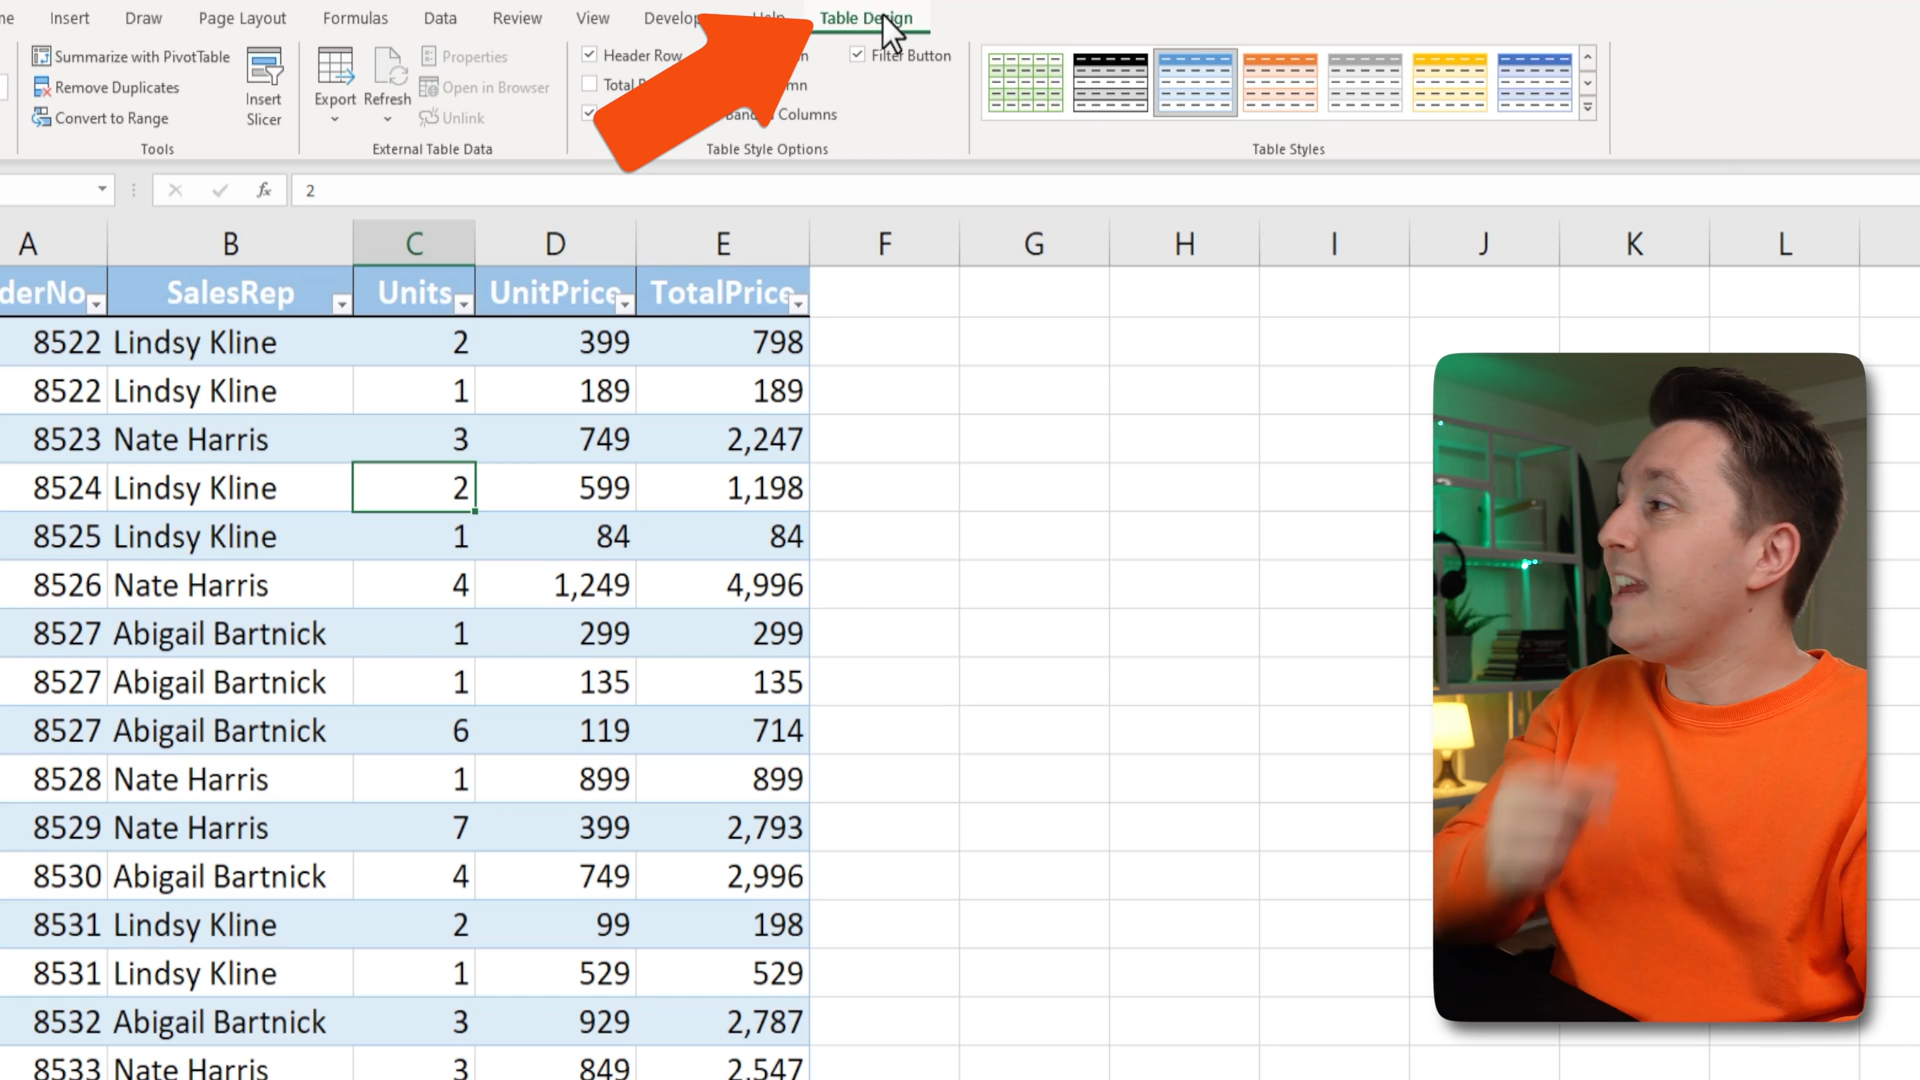 Insert Draw Page Layout Formulas Data Review View Table Design
Summarize with PivotTable
Remove Duplicates
Convert to Range
Insert
Slicer
Tools
Export
Refresh
Properties
Open in Browser
Unlink
External Table Data
Header Row
Filter Button
Columns
Table Style Options
Table Styles
fx 2
A B C D E F G H I J K L
derNo SalesRep Units UnitPrice TotalPrice
8522 Lindsy Kline 2 399 798
8522 Lindsy Kline 1 189 189
8523 Nate Harris 3 749 2,247
8524 Lindsy Kline 2 599 1,198
8525 Lindsy Kline 1 84 84
8526 Nate Harris 4 1,249 4,996
8527 Abigail Bartnick 1 299 299
8527 Abigail Bartnick 1 135 135
8527 Abigail Bartnick 6 119 714
8528 Nate Harris 1 899 899
8529 Nate Harris 7 399 2,793
8530 Abigail Bartnick 4 749 2,996
8531 Lindsy Kline 2 99 198
8531 Lindsy Kline 1 529 529
8532 Abigail Bartnick 3 929 2,787
8533 Nate Harris 3 849 2,547